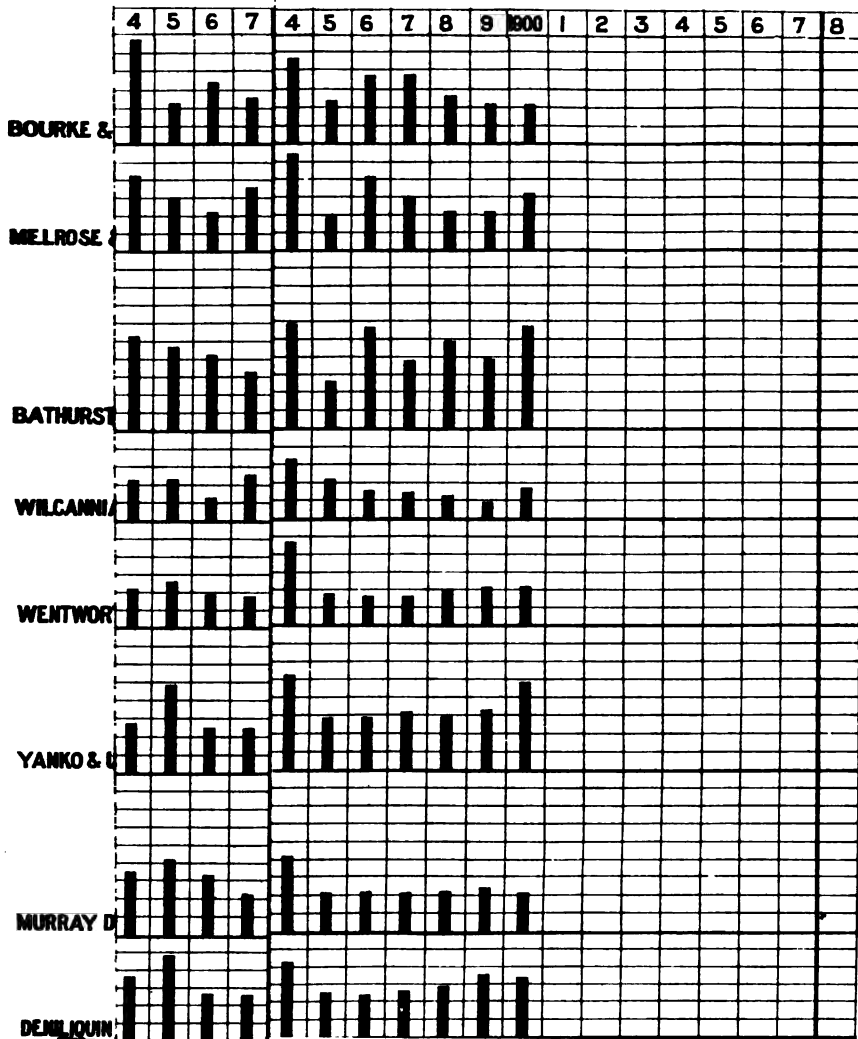 4 5 6 7 4 5 6 7 8 9 1900 1 2 3 4 5 6 7 8
BOURKE &
MELROSE &
BATHURST
WILCANNIA
WENTWOR
YANKO & L
MURRAY D
DENILIQUIN